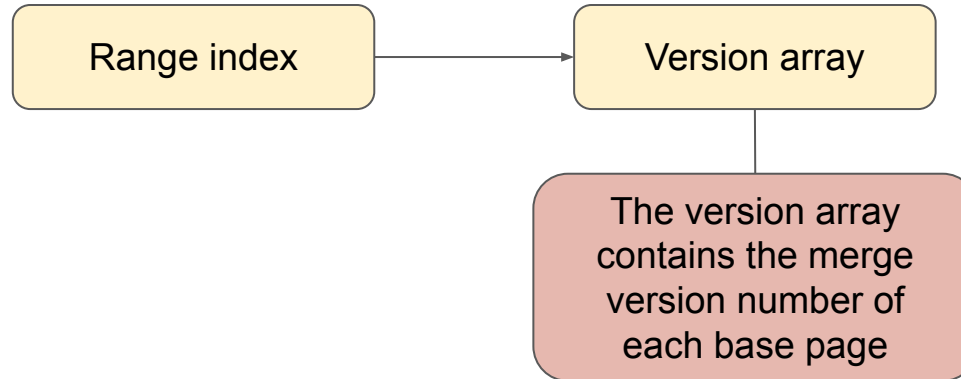 Range index
Version array
The version array
contains the merge
version number of
each base page